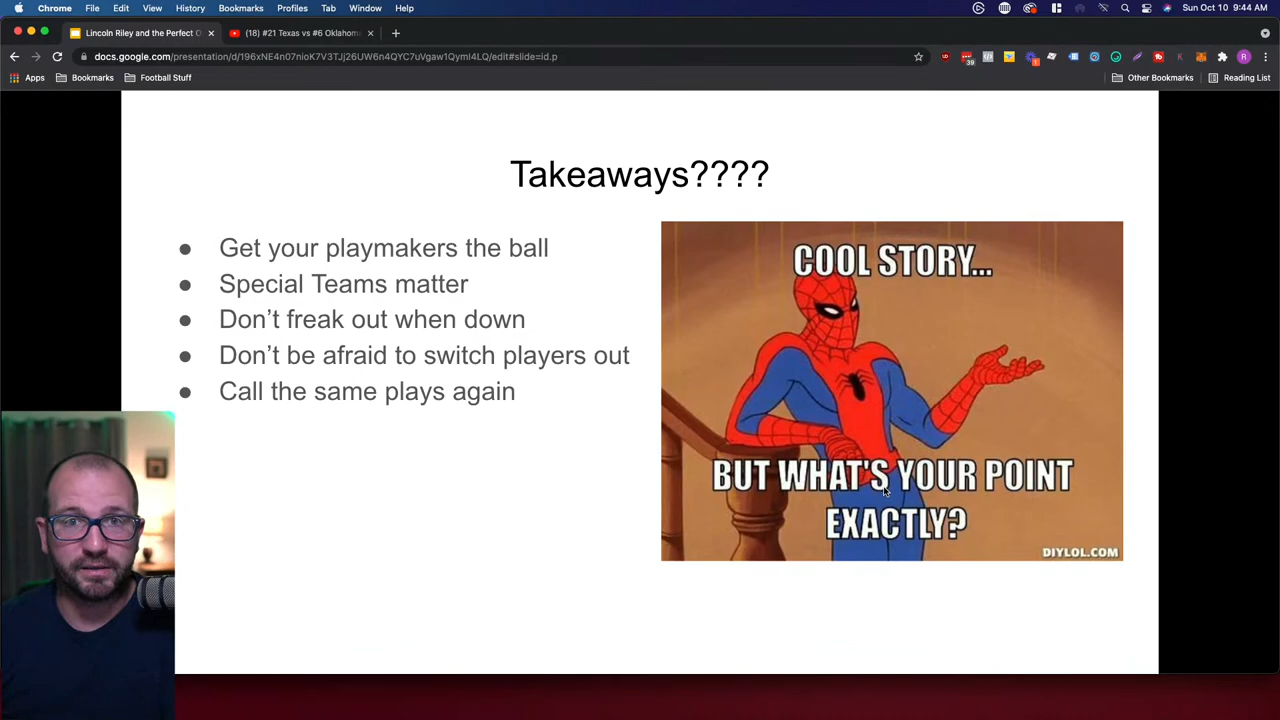 Chrome File Edit View History Bookmarks Profiles Tab Window Help Sun Oct 10 9:44 AM
Lincoln Riley and the Perfect O (18) #21 Texas vs #6 Oklahom
docs.google.com/presentation/d/196xNE4n07nloK7V3TJj26UW6n4QYC7uVgaw1Qyml4LQ/edit#slide=id.p
39 1 R
Apps Bookmarks Football Stuff Other Bookmarks Reading List
Takeaways????
● Get your playmakers the ball
● Special Teams matter
● Don’t freak out when down
● Don’t be afraid to switch players out
● Call the same plays again
COOL STORY...
BUT WHAT'S YOUR POINT
EXACTLY?
DIYLOL.COM